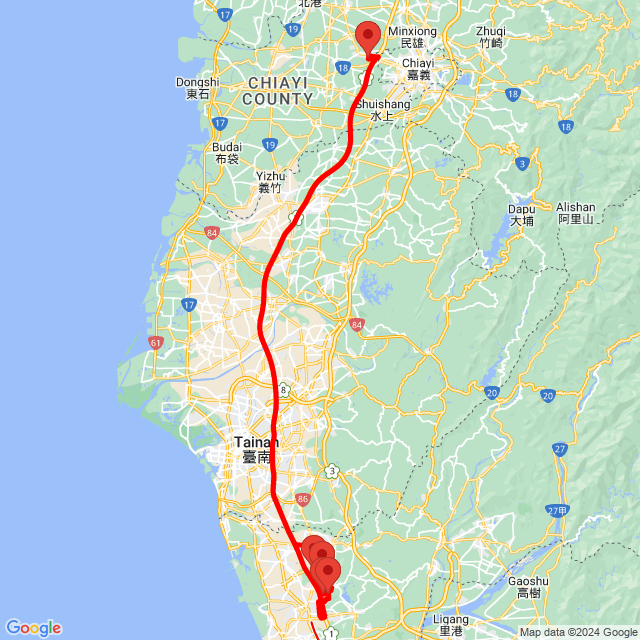 北港
Minxiong
民雄
Zhuqi
竹崎
18
1
Chiayi
嘉義
Dongshi
東石
CHIAYI
COUNTY
18
Shuishang
水上
17
19
18
Budai
布袋
3
Yizhu
義竹
1
Dapu
大埔
Alishan
阿里山
84
17
84
61
8
20
20
Tainan
臺南
27
3
86
27甲
Gaoshu
高樹
Ligang
里港
1
Google
Map data ©2024 Google